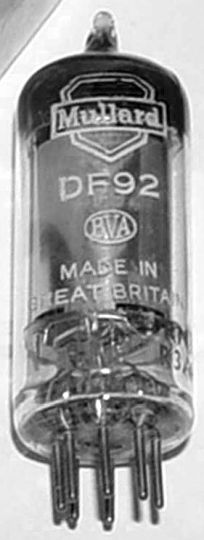 Mullard
DF92
BVA
MADE IN
GREAT BRITAIN